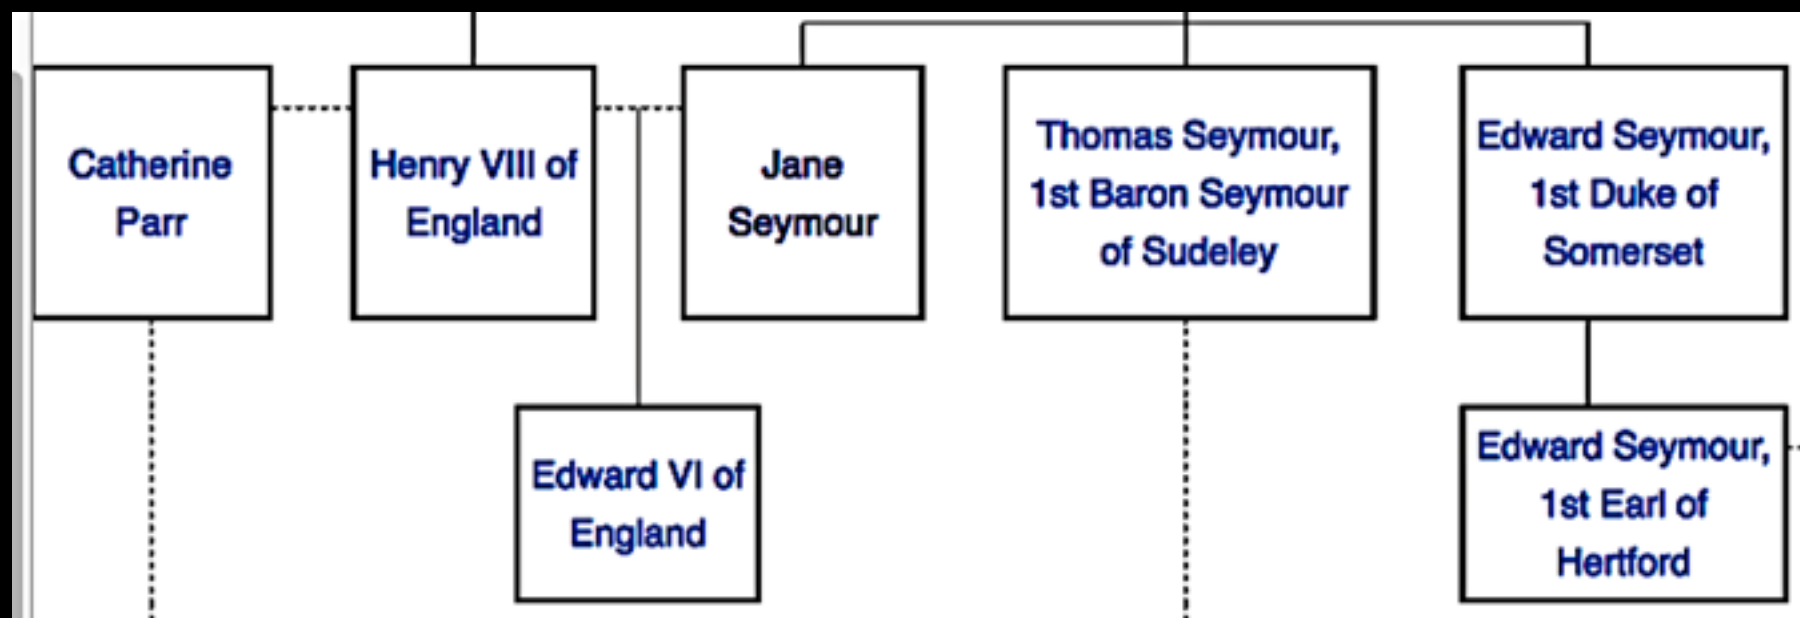 Catherine
Parr
Henry VIII of
England
Jane
Seymour
Thomas Seymour,
1st Baron Seymour
of Sudeley
Edward Seymour,
1st Duke of
Somerset
Edward VI of
England
Edward Seymour,
1st Earl of
Hertford